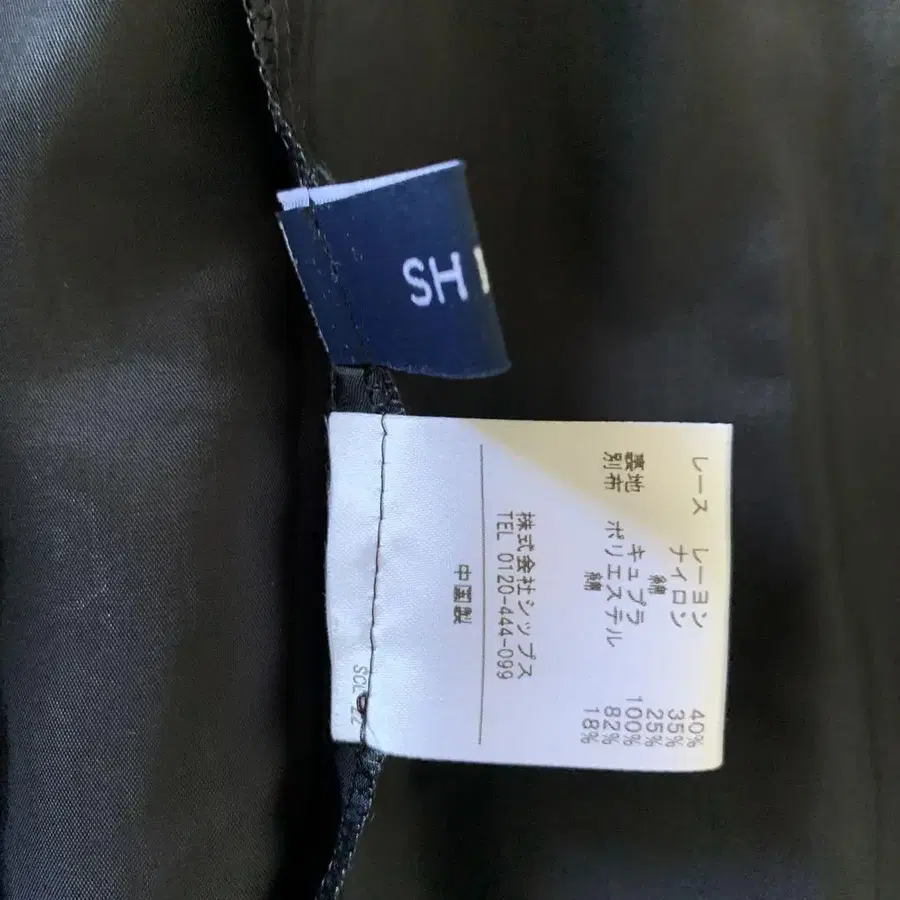 SHI
レース レーヨン 40%
ナイロン 35%
綿 25%
裏地 キュプラ 100%
別布 ポリエステル 82%
綿 18%
株式会社シップス
TEL 0120-444-099
中国製